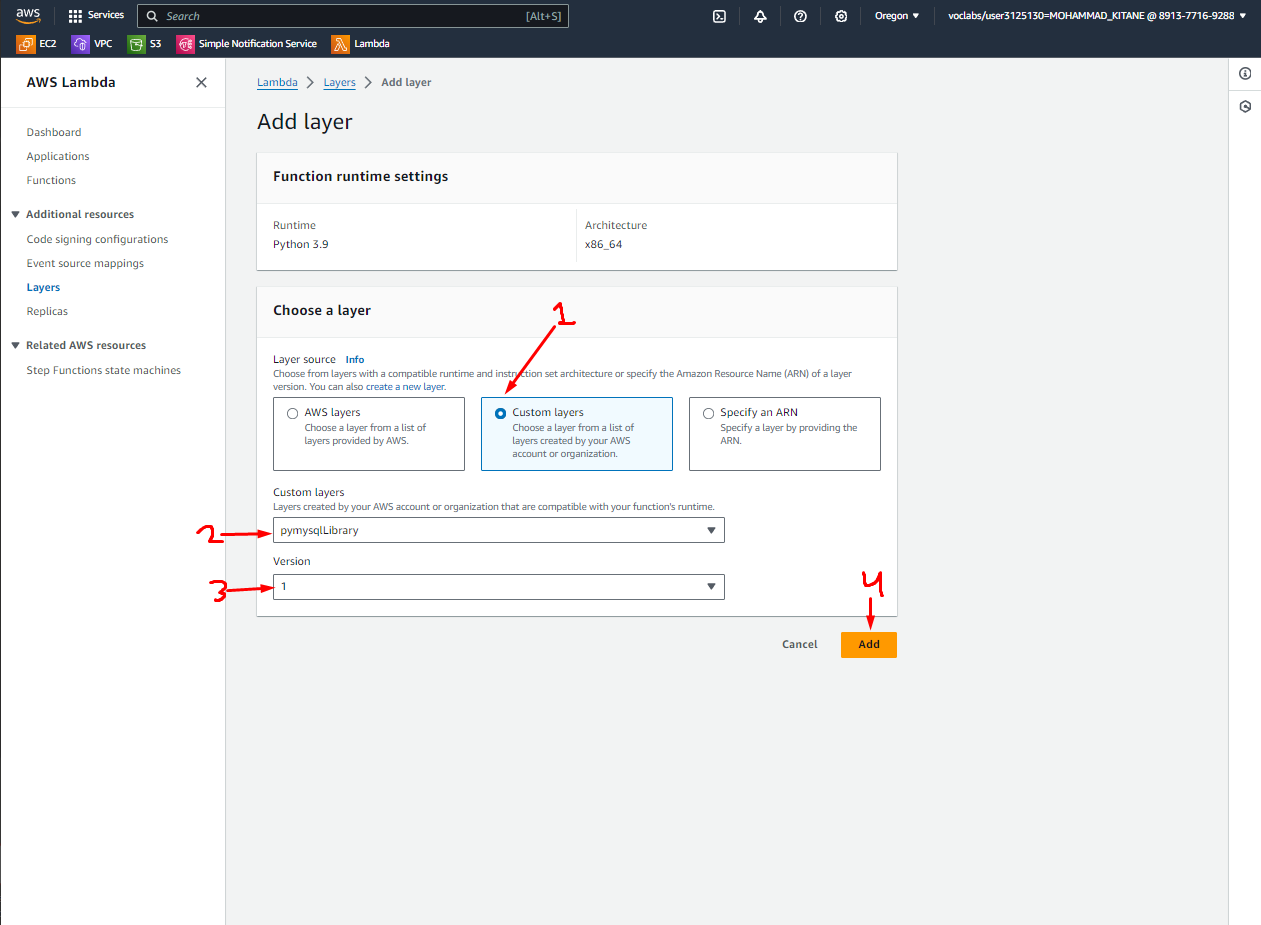 aws
Services
Search
[Alt+S]
Oregon
voclabs/user3125130=MOHAMMAD_KITANE @ 8913-7716-9288
EC2
VPC
S3
Simple Notification Service
Lambda
AWS Lambda
Dashboard
Applications
Functions
Additional resources
Code signing configurations
Event source mappings
Layers
Replicas
Related AWS resources
Step Functions state machines
Lambda
Layers
Add layer
Add layer
Function runtime settings
Runtime
Python 3.9
Architecture
x86_64
Choose a layer
1
Layer source
Info
Choose from layers with a compatible runtime and instruction set architecture or specify the Amazon Resource Name (ARN) of a layer
version. You can also create a new layer.
AWS layers
Choose a layer from a list of
layers provided by AWS.
Custom layers
Choose a layer from a list of
layers created by your AWS
account or organization.
Specify an ARN
Specify a layer by providing the
ARN.
Custom layers
Layers created by your AWS account or organization that are compatible with your function's runtime.
2
pymysqlLibrary
Version
3
1
4
Cancel
Add